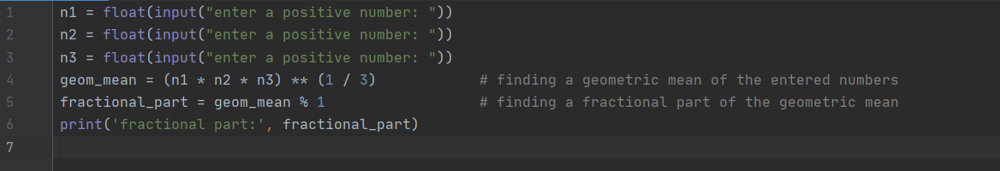 1 n1 = float(input("enter a positive number: "))
2 n2 = float(input("enter a positive number: "))
3 n3 = float(input("enter a positive number: "))
4 geom_mean = (n1 * n2 * n3) ** (1 / 3) # finding a geometric mean of the entered numbers
5 fractional_part = geom_mean % 1 # finding a fractional part of the geometric mean
6 print('fractional part:', fractional_part)
7